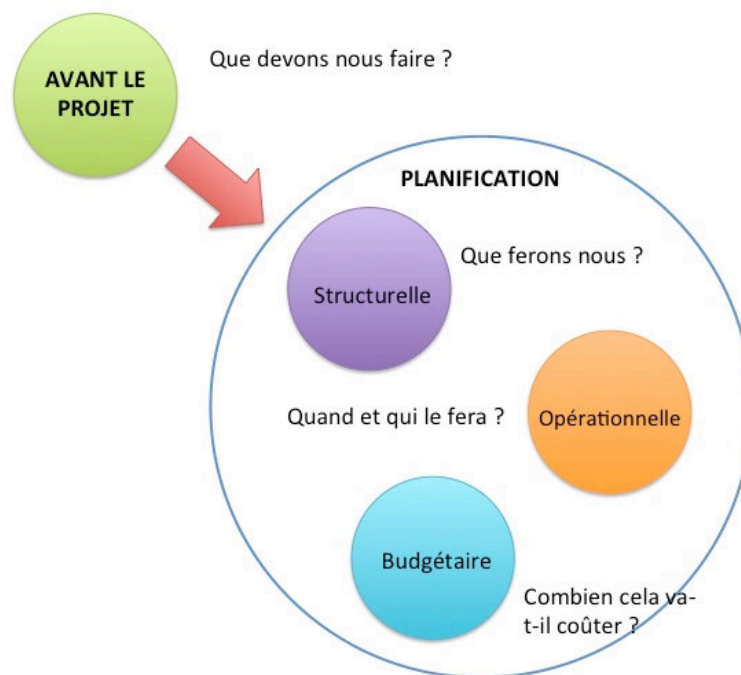 Que devons nous faire ?
AVANT LE
PROJET
PLANIFICATION
Que ferons nous ?
Structurelle
Quand et qui le fera ?
Opérationnelle
Budgétaire
Combien cela va-
t-il coûter ?